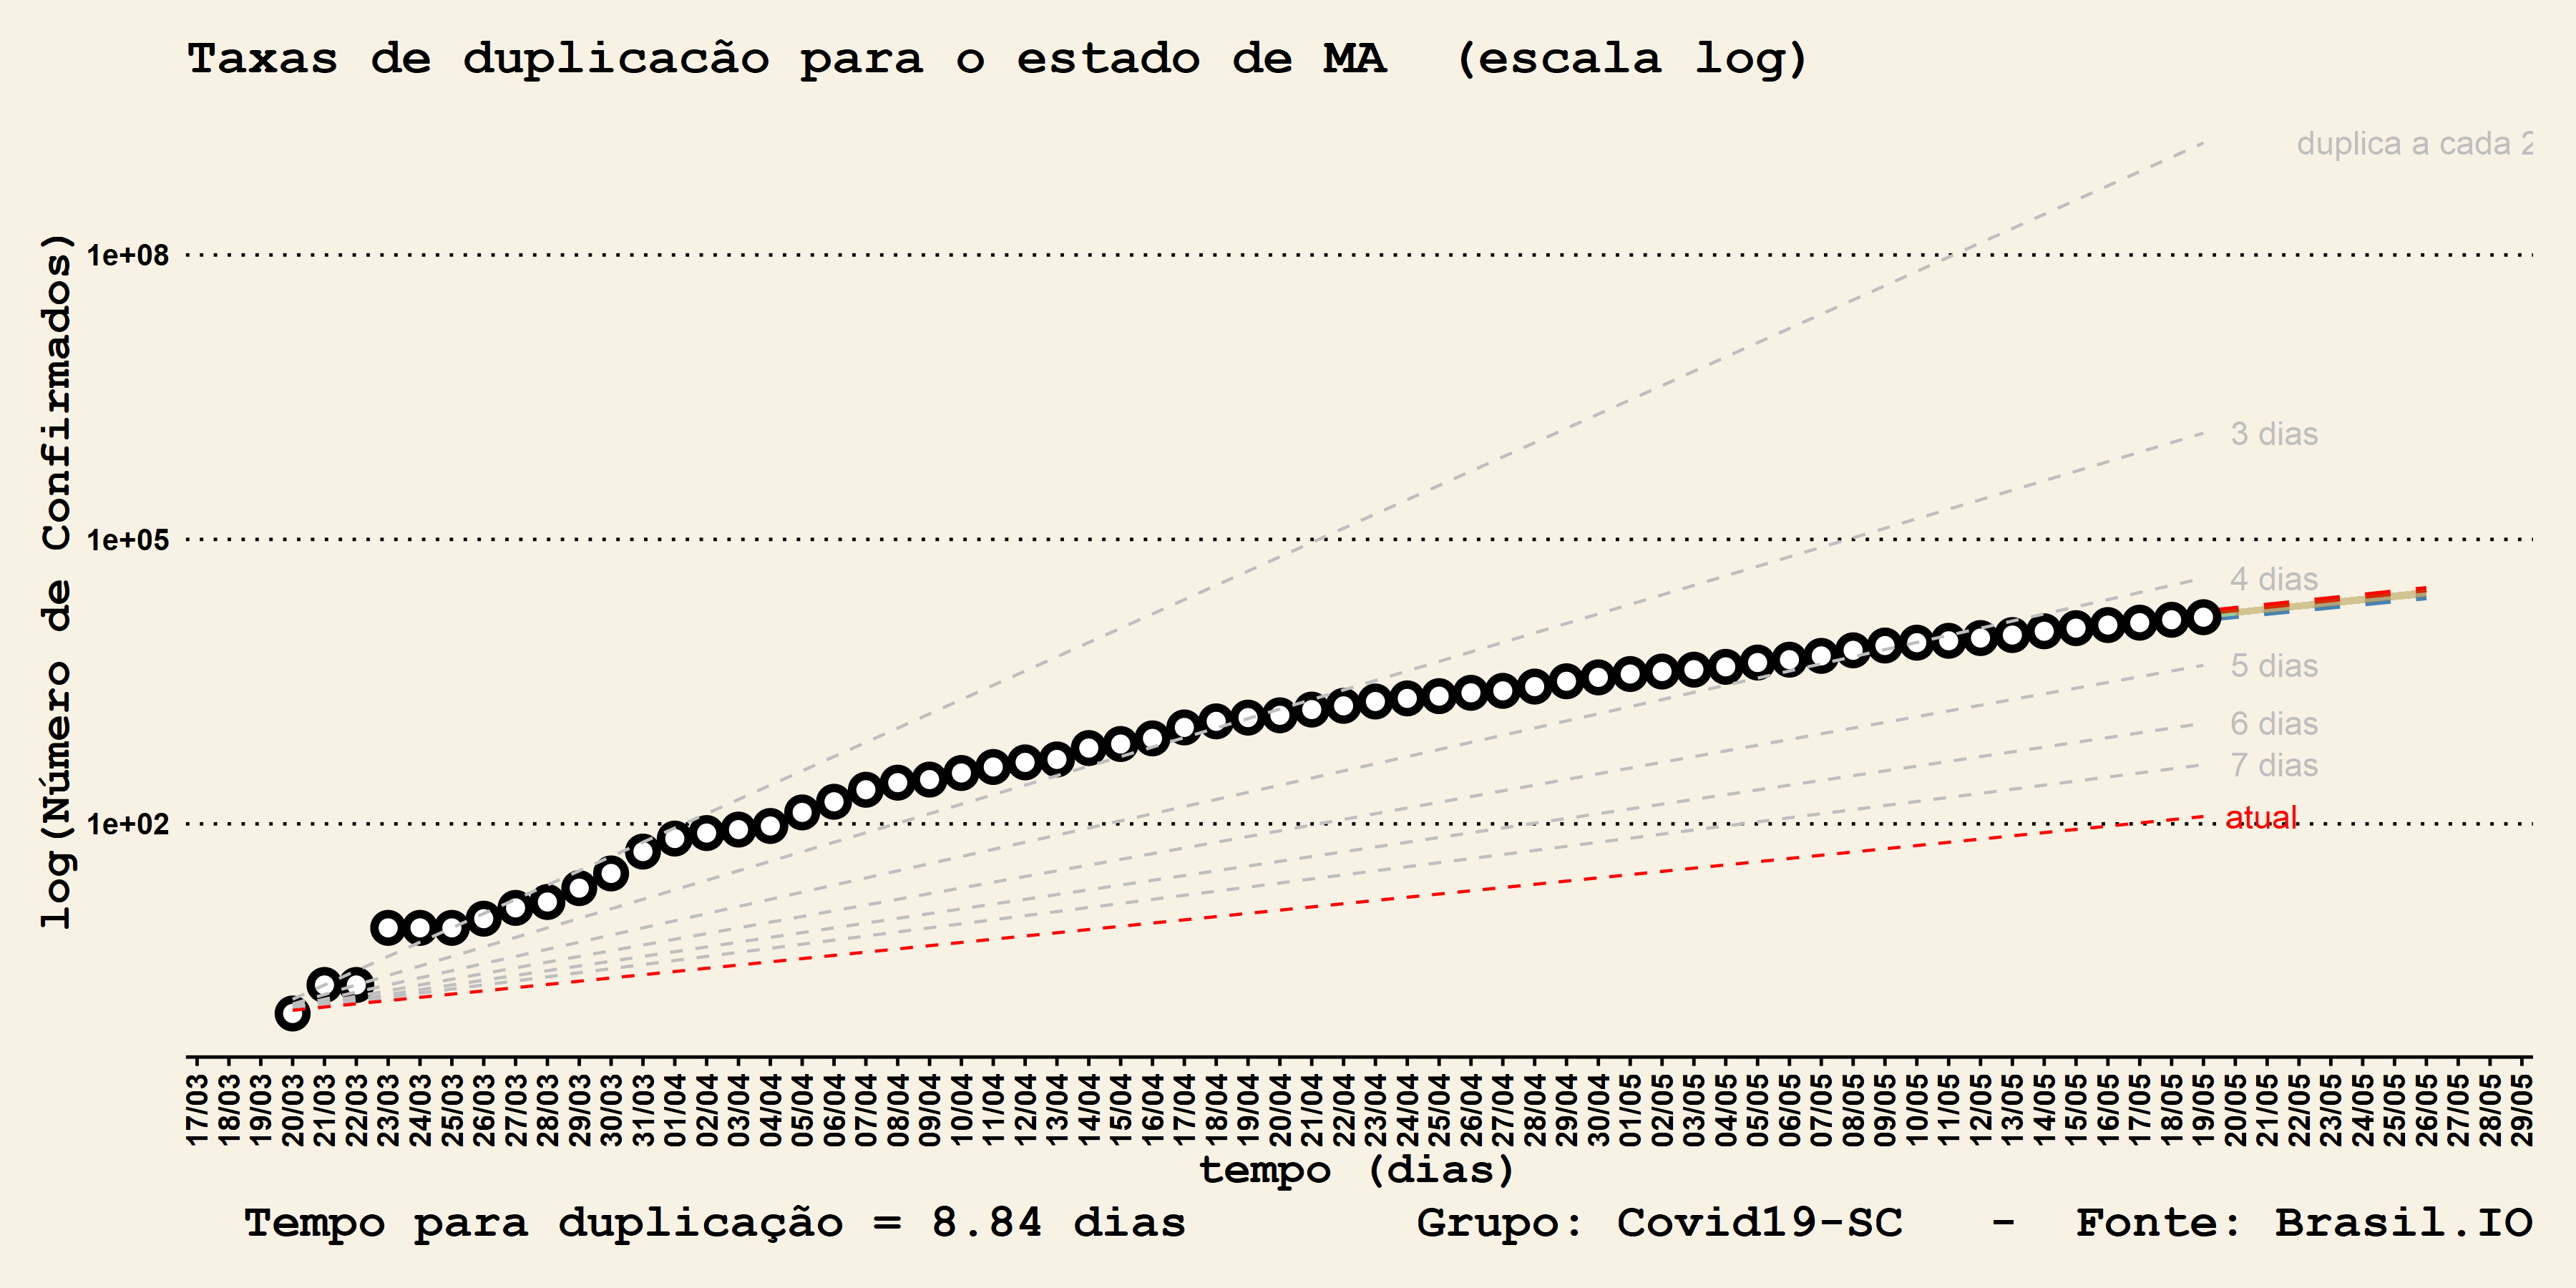 Taxas de duplicacão para o estado de MA  (escala log)
duplica a cada 2
1e+08
3 dias
1e+05
4 dias
5 dias
6 dias
7 dias
1e+02
atual
log(Número de Confirmados)
17/03 18/03 19/03 20/03 21/03 22/03 23/03 24/03 25/03 26/03 27/03 28/03 29/03 30/03 31/03 01/04 02/04 03/04 04/04 05/04 06/04 07/04 08/04 09/04 10/04 11/04 12/04 13/04 14/04 15/04 16/04 17/04 18/04 19/04 20/04 21/04 22/04 23/04 24/04 25/04 26/04 27/04 28/04 29/04 30/04 01/05 02/05 03/05 04/05 05/05 06/05 07/05 08/05 09/05 10/05 11/05 12/05 13/05 14/05 15/05 16/05 17/05 18/05 19/05 20/05 21/05 22/05 23/05 24/05 25/05 26/05 27/05 28/05 29/05
tempo (dias)
Tempo para duplicação = 8.84 dias
Grupo: Covid19-SC  -  Fonte: Brasil.IO